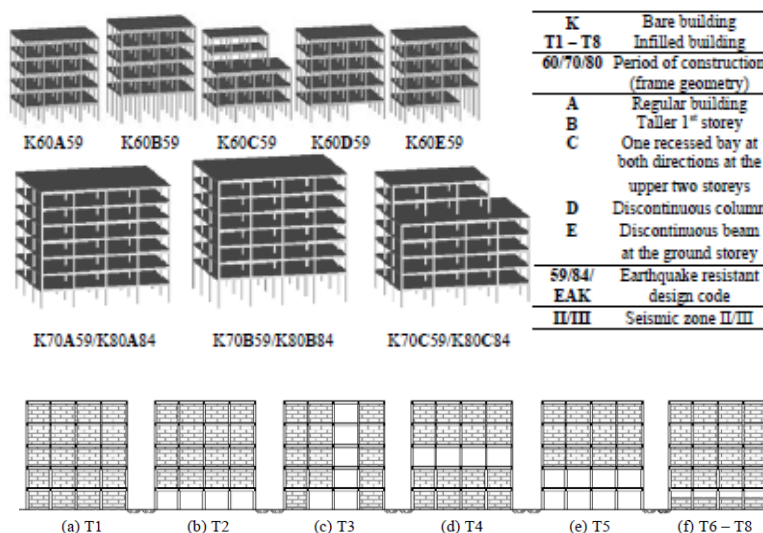 K60A59 K60B59 K60C59 K60D59 K60E59
K70A59/K80A84 K70B59/K80B84 K70C59/K80C84
K Bare building
T1 – T8 Infilled building
60/70/80 Period of construction
(frame geometry)
A Regular building
B Taller 1st storey
C One recessed bay at
both directions at the
upper two storeys
D Discontinuous column
E Discontinuous beam
at the ground storey
59/84/ Earthquake resistant
EAK design code
II/III Seismic zone II/III
(a) T1 (b) T2 (c) T3 (d) T4 (e) T5 (f) T6 – T8